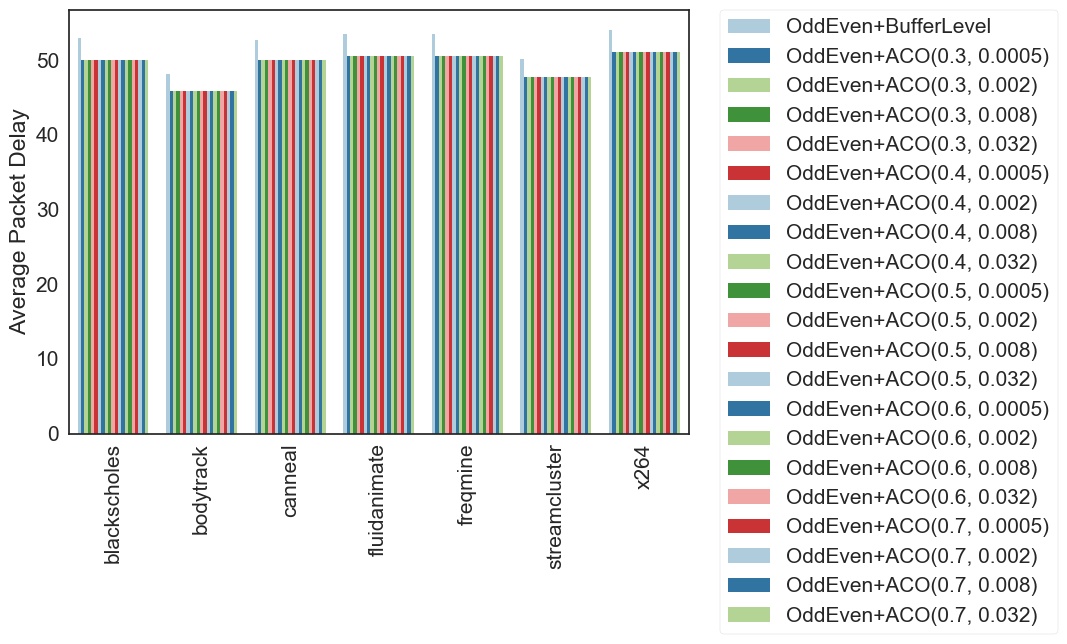 Average Packet Delay
50
40
30
20
10
0
blackscholes
bodytrack
canneal
fluidanimate
freqmine
streamcluster
x264
OddEven+BufferLevel
OddEven+ACO(0.3, 0.0005)
OddEven+ACO(0.3, 0.002)
OddEven+ACO(0.3, 0.008)
OddEven+ACO(0.3, 0.032)
OddEven+ACO(0.4, 0.0005)
OddEven+ACO(0.4, 0.002)
OddEven+ACO(0.4, 0.008)
OddEven+ACO(0.4, 0.032)
OddEven+ACO(0.5, 0.0005)
OddEven+ACO(0.5, 0.002)
OddEven+ACO(0.5, 0.008)
OddEven+ACO(0.5, 0.032)
OddEven+ACO(0.6, 0.0005)
OddEven+ACO(0.6, 0.002)
OddEven+ACO(0.6, 0.008)
OddEven+ACO(0.6, 0.032)
OddEven+ACO(0.7, 0.0005)
OddEven+ACO(0.7, 0.002)
OddEven+ACO(0.7, 0.008)
OddEven+ACO(0.7, 0.032)